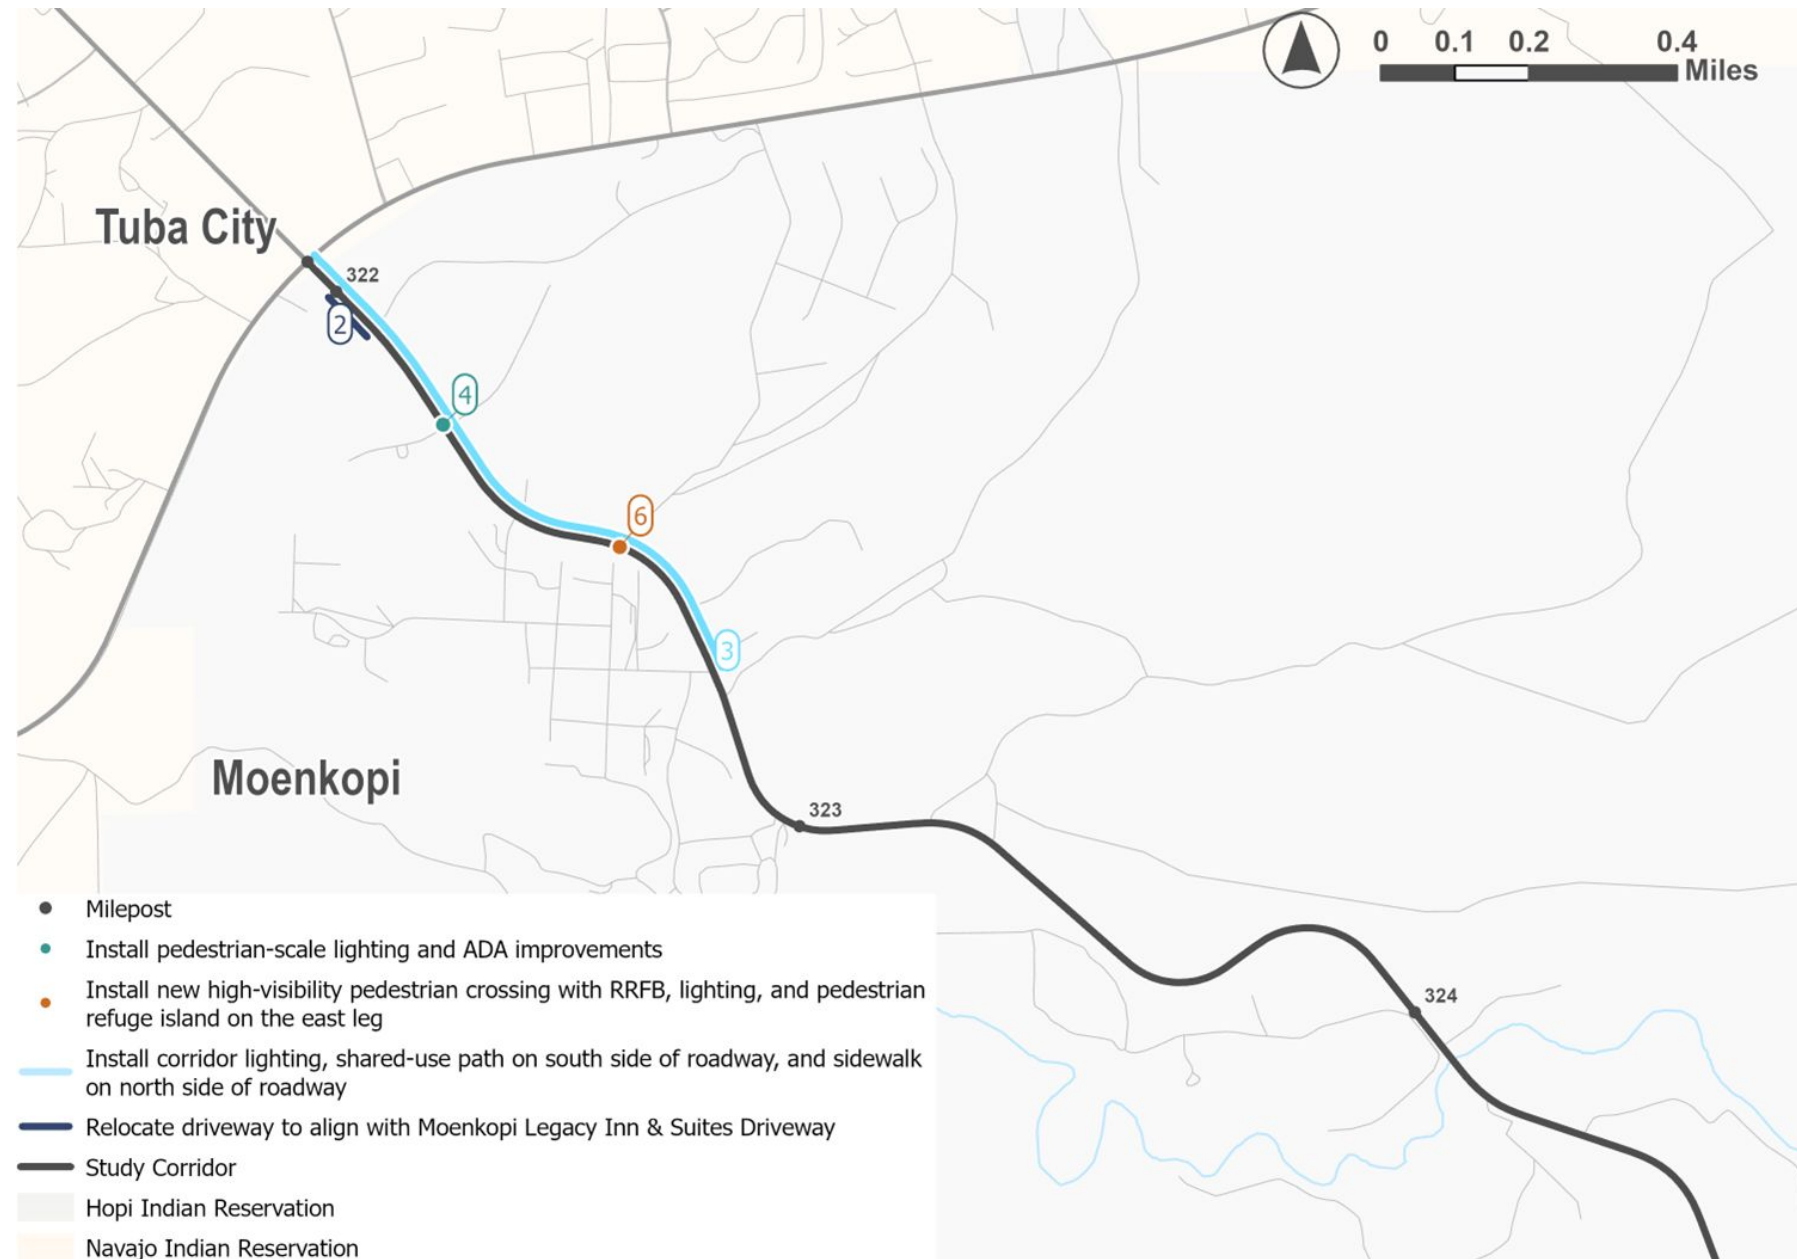 0 0.1 0.2 0.4
Miles
Tuba City
322
2
4
6
3
Moenkopi
323
324
Milepost
Install pedestrian-scale lighting and ADA improvements
Install new high-visibility pedestrian crossing with RRFB, lighting, and pedestrian
refuge island on the east leg
Install corridor lighting, shared-use path on south side of roadway, and sidewalk
on north side of roadway
Relocate driveway to align with Moenkopi Legacy Inn & Suites Driveway
Study Corridor
Hopi Indian Reservation
Navajo Indian Reservation